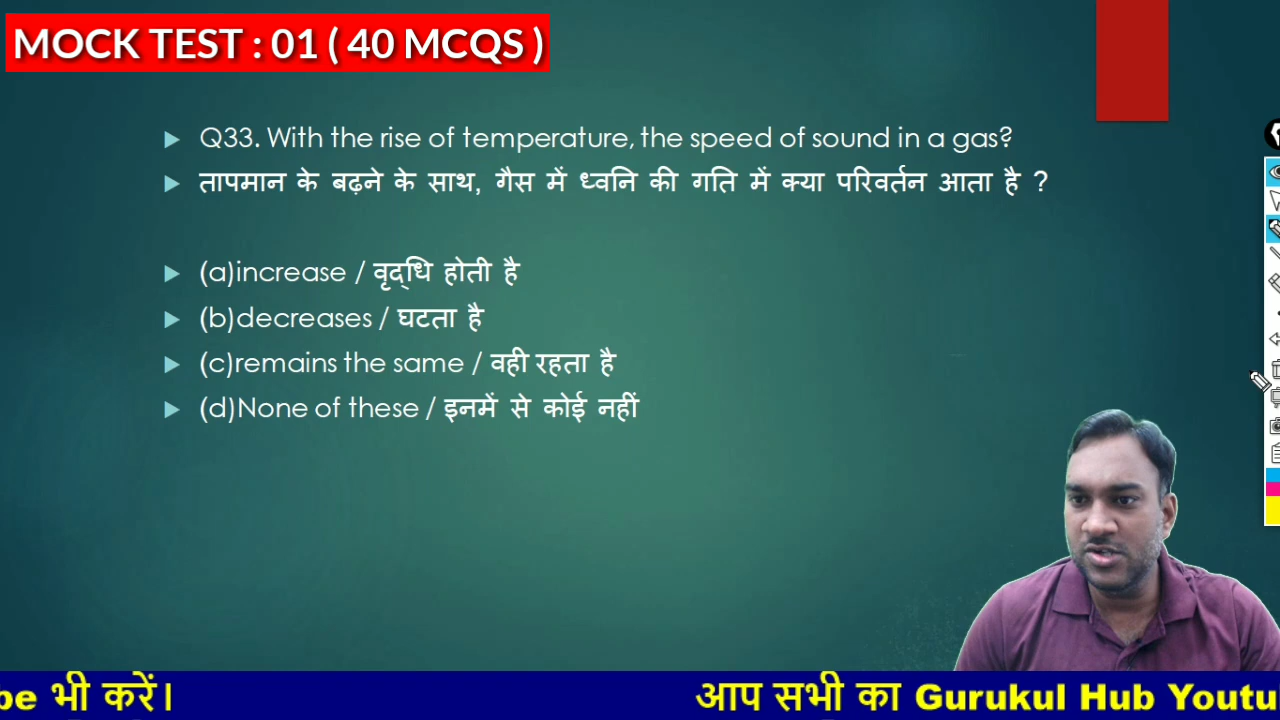 MOCK TEST : 01 ( 40 MCQS )
Q33. With the rise of temperature, the speed of sound in a gas?
तापमान के बढ़ने के साथ, गैस में ध्वनि की गति में क्या परिवर्तन आता है ?
(a)increase / वृद्धि होती है
(b)decreases / घटता है
(c)remains the same / वही रहता है
(d)None of these / इनमें से कोई नहीं
be भी करें। आप सभी का Gurukul Hub Youtu